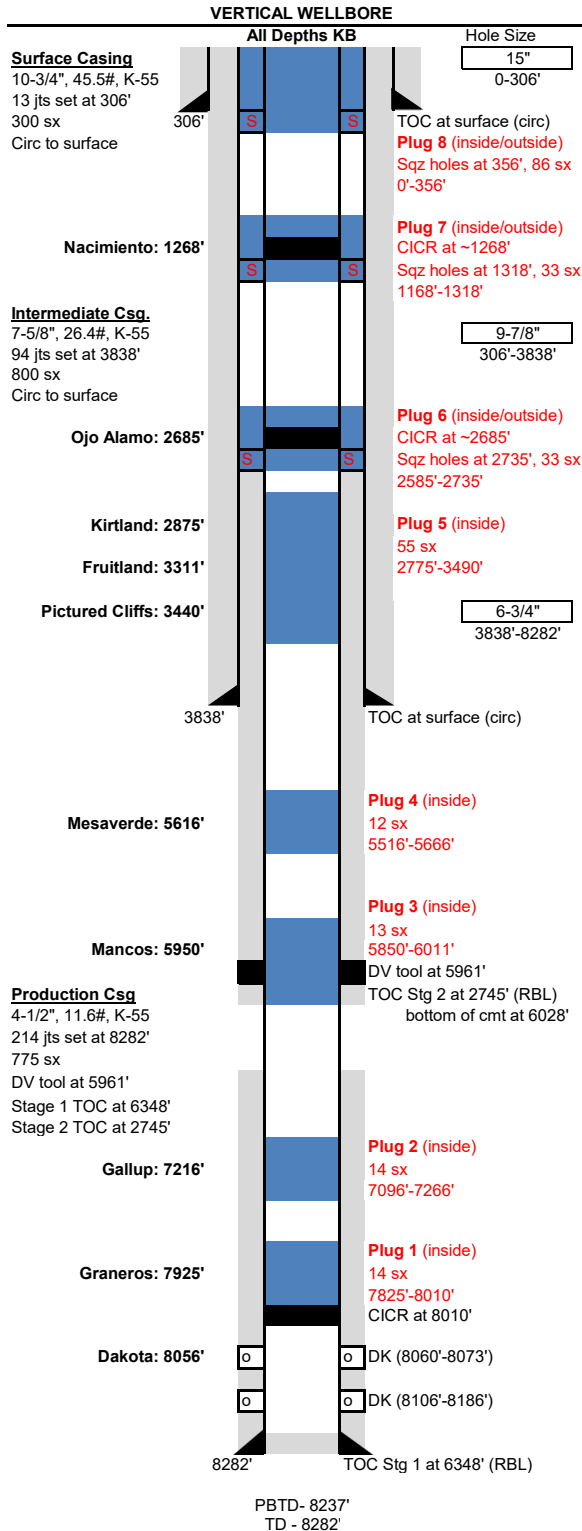 VERTICAL WELLBORE
All Depths KB
Hole Size
Surface Casing
10-3/4", 45.5#, K-55
13 jts set at 306'
300 sx
Circ to surface
306'
15"
0-306'
S
S
TOC at surface (circ)
Plug 8 (inside/outside)
Sqz holes at 356', 86 sx
0'-356'
Nacimiento: 1268'
S
S
Plug 7 (inside/outside)
CICR at ~1268'
Sqz holes at 1318', 33 sx
1168'-1318'
Intermediate Csg.
7-5/8", 26.4#, K-55
94 jts set at 3838'
800 sx
Circ to surface
9-7/8"
306'-3838'
Ojo Alamo: 2685'
S
S
Plug 6 (inside/outside)
CICR at ~2685'
Sqz holes at 2735', 33 sx
2585'-2735'
Kirtland: 2875'
Fruitland: 3311'
Plug 5 (inside)
55 sx
2775'-3490'
Pictured Cliffs: 3440'
6-3/4"
3838'-8282'
3838'
TOC at surface (circ)
Mesaverde: 5616'
Plug 4 (inside)
12 sx
5516'-5666'
Mancos: 5950'
Plug 3 (inside)
13 sx
5850'-6011'
DV tool at 5961'
TOC Stg 2 at 2745' (RBL)
bottom of cmt at 6028'
Production Csg
4-1/2", 11.6#, K-55
214 jts set at 8282'
775 sx
DV tool at 5961'
Stage 1 TOC at 6348'
Stage 2 TOC at 2745'
Gallup: 7216'
Plug 2 (inside)
14 sx
7096'-7266'
Graneros: 7925'
Plug 1 (inside)
14 sx
7825'-8010'
CICR at 8010'
Dakota: 8056'
o
o
DK (8060'-8073')
o
o
DK (8106'-8186')
8282'
TOC Stg 1 at 6348' (RBL)
PBTD- 8237'
TD - 8282'